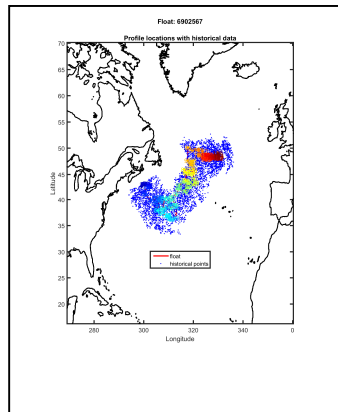 Float: 6902567
Profile locations with historical data
70
65
60
55
50
45
40
35
30
25
20
Latitude
float
historical points
280
300
320
340
0
Longitude